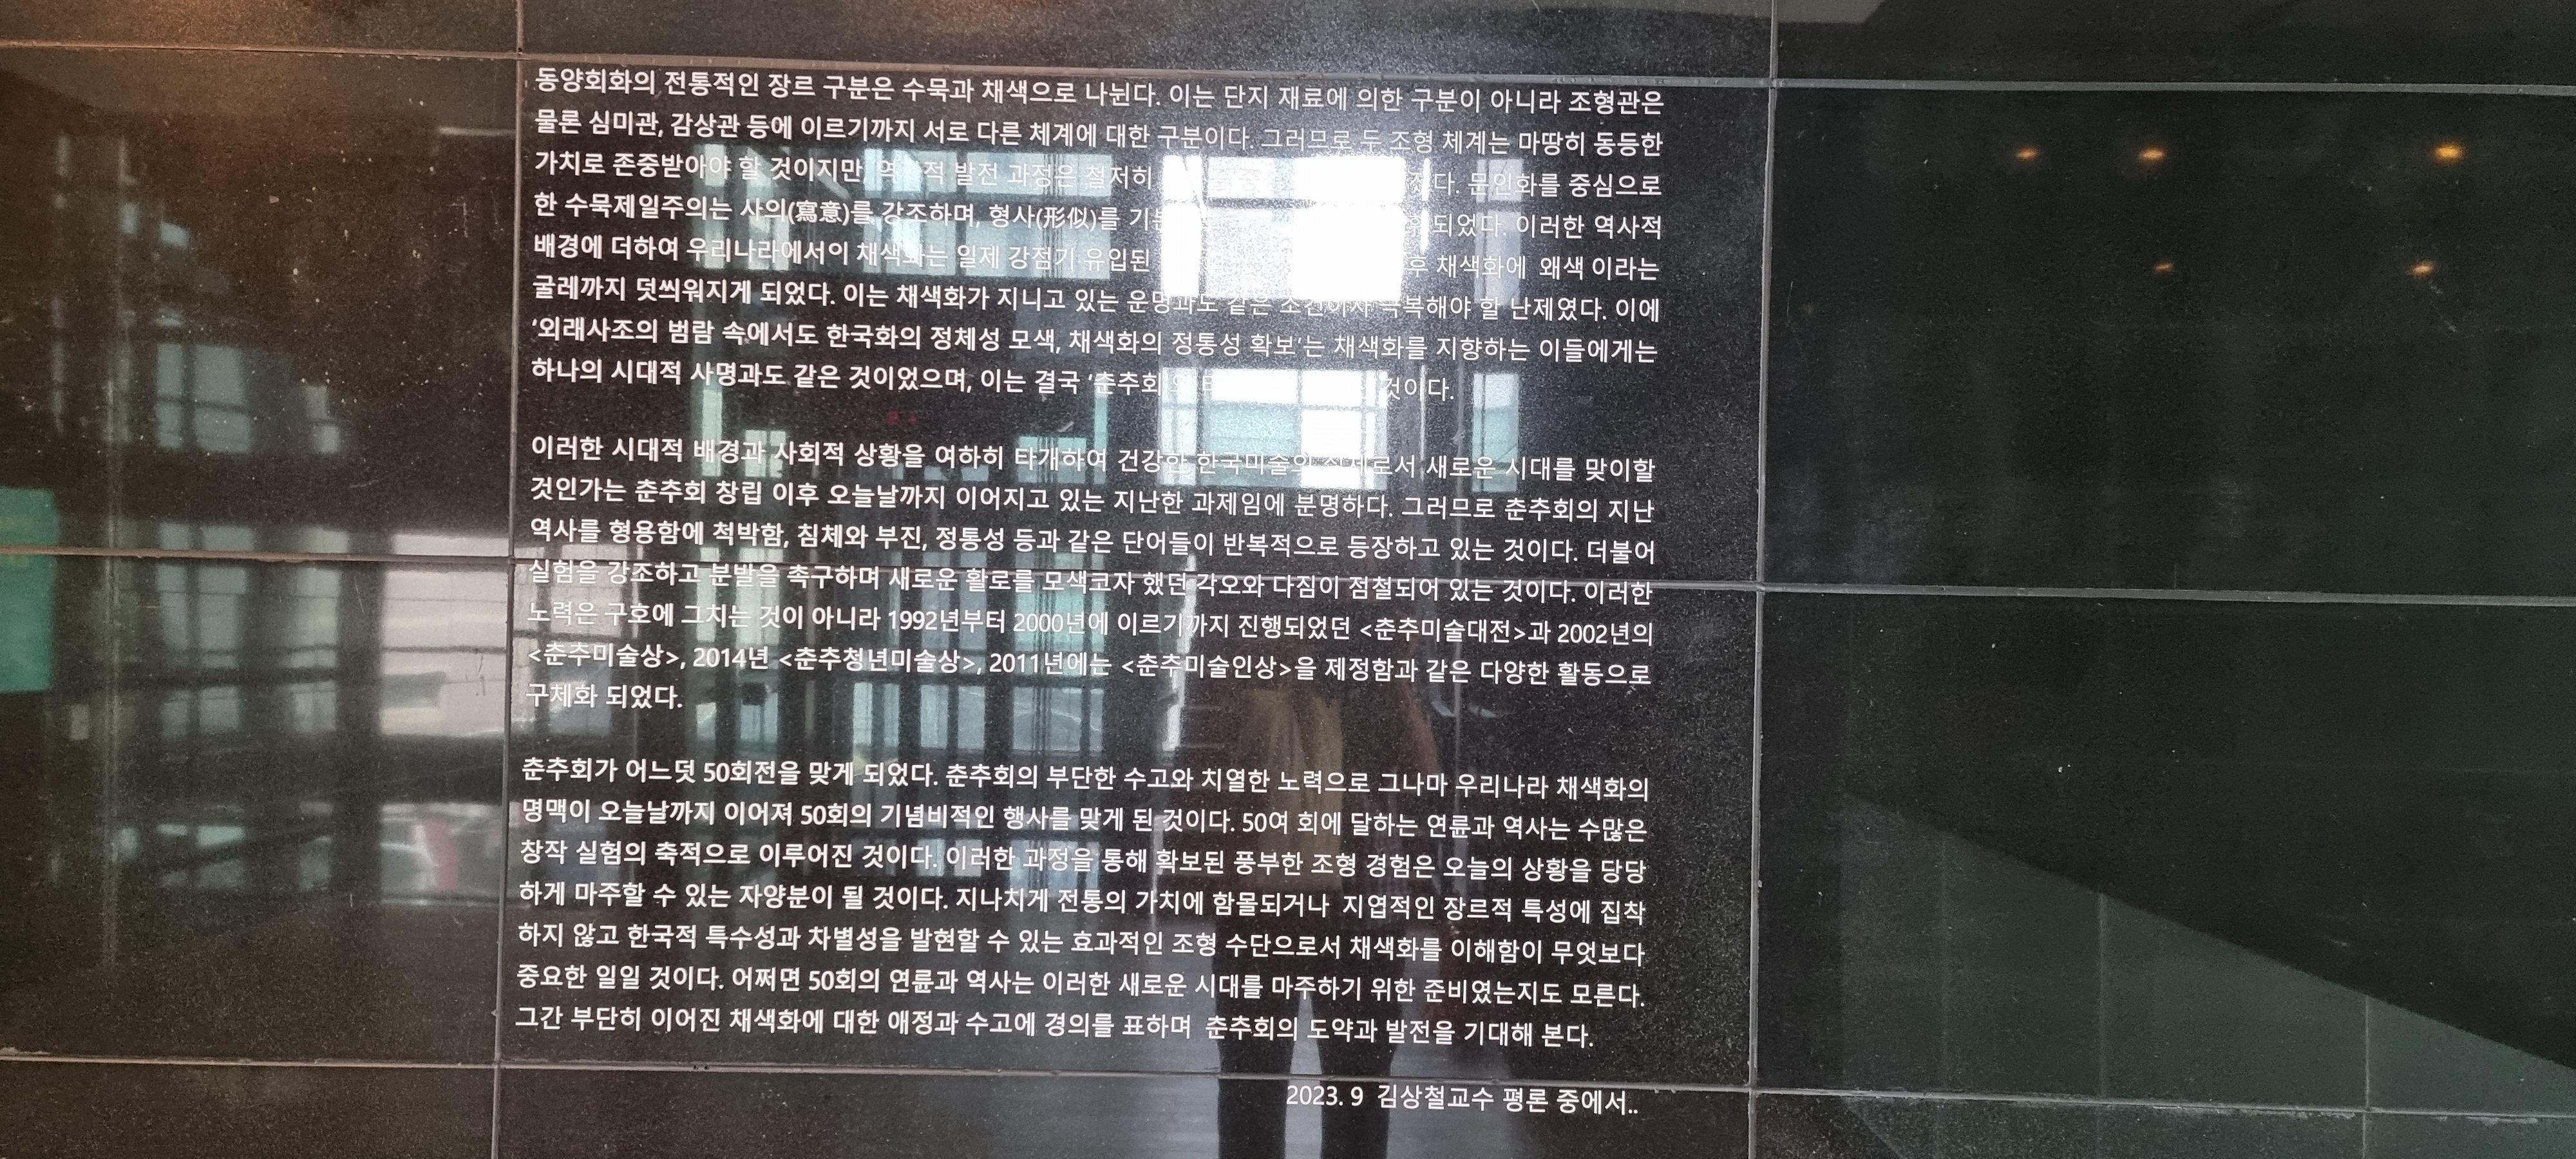 동양회화의 전통적인 장르 구분은 수묵과 채색으로 나뉜다. 이는 단지 재료에 의한 구분이 아니라 조형관은
물론 심미관, 감상관 등에 이르기까지 서로 다른 체계에 대한 구분이다. 그러므로 두 조형 체계는 마땅히 동등한
가치로 존중받아야 할 것이지만, 발전 과정은 철저히 문인화를 중심으로
한 수묵제일주의는 사의(寫意)를 강조하며, 형사(形似)를 되었다. 이러한 역사적
배경에 더하여 우리나라에서이 채색화는 일제 강점기 유입된 채색화에 왜색 이라는
굴레까지 덧씌워지게 되었다. 이는 채색화가 지니고 있는 운명과도 같은 극복해야 할 난제였다. 이에
‘외래사조의 범람 속에서도 한국화의 정체성 모색, 채색화의 정통성 확보’는 채색화를 지향하는 이들에게는
하나의 시대적 사명과도 같은 것이었으며, 이는 결국 ‘춘추회 것이다.
이러한 시대적 배경과 사회적 상황을 여하히 타개하여 건강한 한국미술의 새로운 시대를 맞이할
것인가는 춘추회 창립 이후 오늘날까지 이어지고 있는 지난한 과제임에 분명하다. 그러므로 춘추회의 지난
역사를 형용함에 척박함, 침체와 부진, 정통성 등과 같은 단어들이 반복적으로 등장하고 있는 것이다. 더불어
실험을 강조하고 분발을 촉구하며 새로운 활로를 모색코자 했던 각오와 다짐이 점철되어 있는 것이다. 이러한
노력은 구호에 그치는 것이 아니라 1992년부터 2000년에 이르기까지 진행되었던 <춘추미술대전>과 2002년의
<춘추미술상>, 2014년 <춘추청년미술상>, 2011년에는 <춘추미술인상>을 제정함과 같은 다양한 활동으로
구체화 되었다.
춘추회가 어느덧 50회전을 맞게 되었다. 춘추회의 부단한 수고와 치열한 노력으로 그나마 우리나라 채색화의
명맥이 오늘날까지 이어져 50회의 기념비적인 행사를 맞게 된 것이다. 50여 회에 달하는 연륜과 역사는 수많은
창작 실험의 축적으로 이루어진 것이다. 이러한 과정을 통해 확보된 풍부한 조형 경험은 오늘의 상황을 당당
하게 마주할 수 있는 자양분이 될 것이다. 지나치게 전통의 가치에 함몰되거나 지엽적인 장르적 특성에 집착
하지 않고 한국적 특수성과 차별성을 발현할 수 있는 효과적인 조형 수단으로서 채색화를 이해함이 무엇보다
중요한 일일 것이다. 어쩌면 50회의 연륜과 역사는 이러한 새로운 시대를 마주하기 위한 준비였는지도 모른다.
그간 부단히 이어진 채색화에 대한 애정과 수고에 경의를 표하며 춘추회의 도약과 발전을 기대해 본다.
2023. 9 김상철교수 평론 중에서..